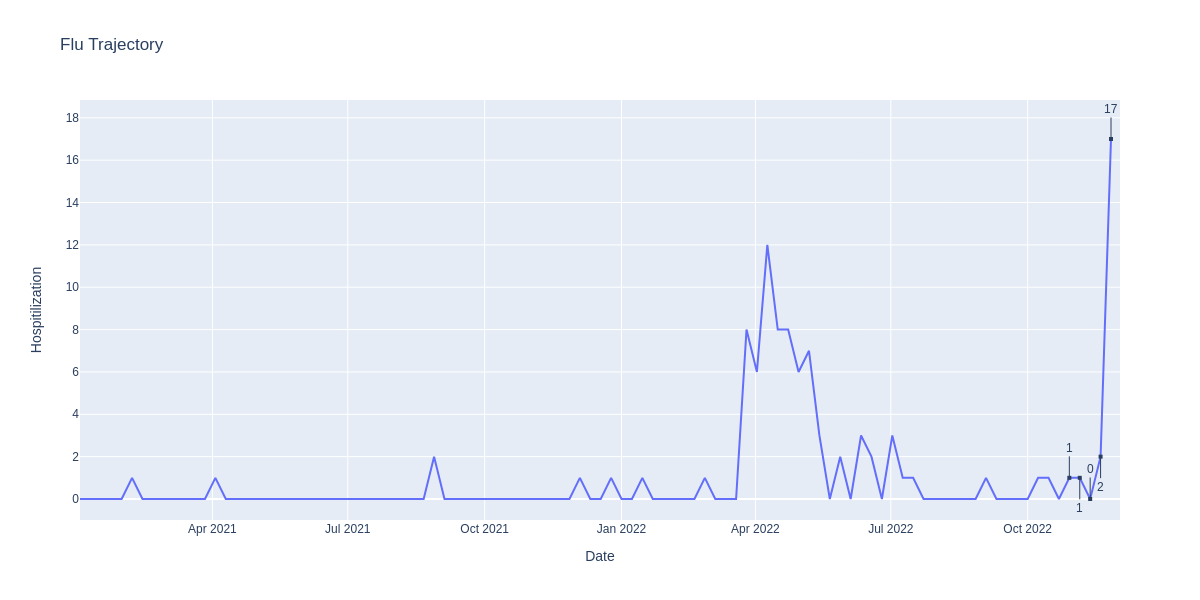 Flu Trajectory
17
18
16
14
12
10
8
6
4
2
0
1
0
2
1
Apr 2021
Jul 2021
Oct 2021
Jan 2022
Apr 2022
Jul 2022
Oct 2022
Date
Hospitilization